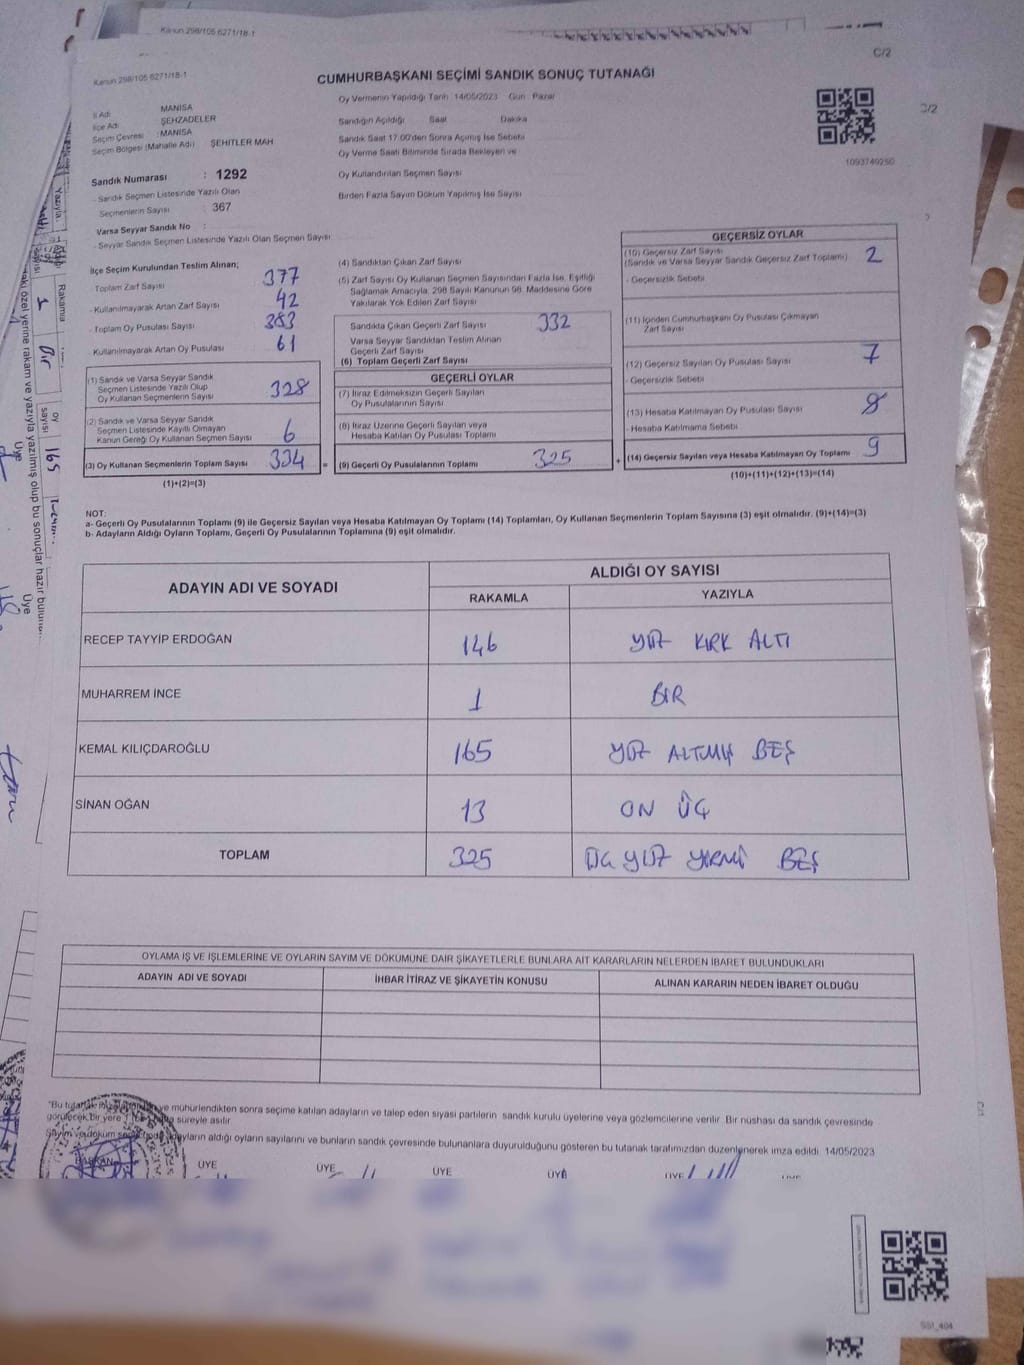 Kanun 298/105 6271/18-1
Kanun 298/105 6271/18-1
C/2
CUMHURBAŞKANI SEÇİMİ SANDIK SONUÇ TUTANAĞI
İl Adı MANİSA
İlçe Adı ŞEHZADELER
Seçim Çevresi : MANİSA
Seçim Bölgesi (Mahalle Adı) ŞEHİTLER MAH
Oy Vermenin Yapıldığı Tarih 14/05/2023 Gün Pazar
Sandığın Açıldığı Saat Dakika
Sandık Saat 17:00'den Sonra Açılmış İse Sebebi
Oy Verme Saati Bitiminde Sırada Bekleyen ve
Oy Kullandırılan Seçmen Sayısı
Birden Fazla Sayım Döküm Yapılmış İse Sayısı
1093749250
C/2
Sandık Numarası : 1292
- Sandık Seçmen Listesinde Yazılı Olan
Seçmenlerin Sayısı : 367
Varsa Seyyar Sandık No :
- Seyyar Sandık Seçmen Listesinde Yazılı Olan Seçmen Sayısı
İlçe Seçim Kurulundan Teslim Alınan;
- Toplam Zarf Sayısı 377
- Kullanılmayarak Artan Zarf Sayısı 42
- Toplam Oy Pusulası Sayısı 383
- Kullanılmayarak Artan Oy Pusulası 61
(1) Sandık ve Varsa Seyyar Sandık
Seçmen Listesinde Yazılı Olup
Oy Kullanan Seçmenlerin Sayısı 328
(2) Sandık ve Varsa Seyyar Sandık
Seçmen Listesinde Kayıtlı Olmayan
Kanun Gereği Oy Kullanan Seçmen Sayısı 6
(3) Oy Kullanan Seçmenlerin Toplam Sayısı 334 =
(1)+(2)=(3)
(4) Sandıktan Çıkan Zarf Sayısı
(5) Zarf Sayısı Oy Kullanan Seçmen Sayısından Fazla İse, Eşitliği
Sağlamak Amacıyla, 298 Sayılı Kanunun 98. Maddesine Göre
Yakılarak Yok Edilen Zarf Sayısı
Sandıkta Çıkan Geçerli Zarf Sayısı 332
Varsa Seyyar Sandıktan Teslim Alınan
Geçerli Zarf Sayısı
(6) Toplam Geçerli Zarf Sayısı
GEÇERLİ OYLAR
(7) İtiraz Edilmeksizin Geçerli Sayılan
Oy Pusulalarının Sayısı
(8) İtiraz Üzerine Geçerli Sayılan veya
Hesaba Katılan Oy Pusulası Toplamı
(9) Geçerli Oy Pusulalarının Toplamı 325 +
GEÇERSİZ OYLAR
(10) Geçersiz Zarf Sayısı
(Sandık ve Varsa Seyyar Sandık Geçersiz Zarf Toplamı) 2
- Geçersizlik Sebebi
(11) İçinden Cumhurbaşkanı Oy Pusulası Çıkmayan
Zarf Sayısı
(12) Geçersiz Sayılan Oy Pusulası Sayısı 7
- Geçersizlik Sebebi
(13) Hesaba Katılmayan Oy Pusulası Sayısı
- Hesaba Katılmama Sebebi
(14) Geçersiz Sayılan veya Hesaba Katılmayan Oy Toplamı 9
(10)+(11)+(12)+(13)=(14)
NOT:
a- Geçerli Oy Pusulalarının Toplamı (9) ile Geçersiz Sayılan veya Hesaba Katılmayan Oy Toplamı (14) Toplamları, Oy Kullanan Seçmenlerin Toplam Sayısına (3) eşit olmalıdır. (9)+(14)=(3)
b- Adayların Aldığı Oyların Toplamı, Geçerli Oy Pusulalarının Toplamına (9) eşit olmalıdır.
ADAYIN ADI VE SOYADI ALDIĞI OY SAYISI
RAKAMLA YAZIYLA
RECEP TAYYİP ERDOĞAN 146 YÜZ KIRK ALTI
MUHARREM İNCE 1 BİR
KEMAL KILIÇDAROĞLU 165 YÜZ ALTMIŞ BEŞ
SİNAN OĞAN 13 ON ÜÇ
TOPLAM 325 ÜÇ YÜZ YİRMİ BEŞ
OYLAMA İŞ VE İŞLEMLERİNE VE OYLARIN SAYIM VE DÖKÜMÜNE DAİR ŞİKAYETLERLE BUNLARA AİT KARARLARIN NELERDEN İBARET BULUNDUKLARI
ADAYIN ADI VE SOYADI İHBAR İTİRAZ VE ŞİKAYETİN KONUSU ALINAN KARARIN NEDEN İBARET OLDUĞU
"Bu ve mühürlendikten sonra seçime katılan adayların ve talep eden siyasi partilerin sandık kurulu üyelerine veya gözlemcilerine verilir. Bir nüshası da sandık çevresinde
görülecek bir yere süreyle asılır.
Sayım ve döküm adayların aldığı oyların sayılarını ve bunların sandık çevresinde bulunanlara duyurulduğunu gösteren bu tutanak tarafımızdan düzenlenerek imza edildi. 14/05/2023
BAŞKAN ÜYE ÜYE ÜYE ÜYE ÜYE ÜYE
SSİ_404